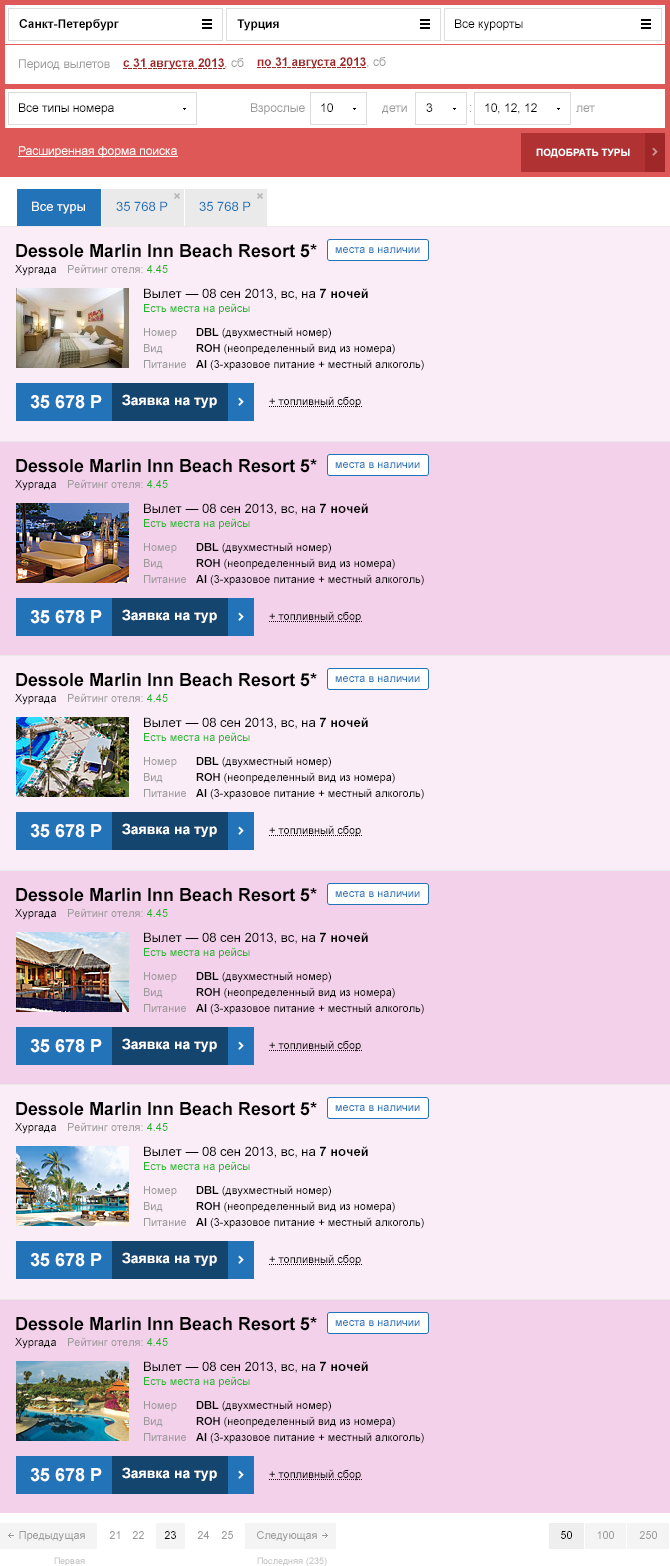 Санкт-Петербург Турция Все курорты
Период вылетов с 31 августа 2013, сб по 31 августа 2013, сб
Все типы номера Взрослые 10 дети 3 : 10, 12, 12 лет
Расширенная форма поиска ПОДОБРАТЬ ТУРЫ
Все туры 35 768 Р × 35 768 Р ×
Dessole Marlin Inn Beach Resort 5* места в наличии
Хургада Рейтинг отеля: 4.45
Вылет — 08 сен 2013, вс, на 7 ночей
Есть места на рейсы
Номер DBL (двухместный номер)
Вид ROH (неопределенный вид из номера)
Питание AI (3-хразовое питание + местный алкоголь)
35 678 Р Заявка на тур + топливный сбор
Dessole Marlin Inn Beach Resort 5* места в наличии
Хургада Рейтинг отеля: 4.45
Вылет — 08 сен 2013, вс, на 7 ночей
Есть места на рейсы
Номер DBL (двухместный номер)
Вид ROH (неопределенный вид из номера)
Питание AI (3-хразовое питание + местный алкоголь)
35 678 Р Заявка на тур + топливный сбор
Dessole Marlin Inn Beach Resort 5* места в наличии
Хургада Рейтинг отеля: 4.45
Вылет — 08 сен 2013, вс, на 7 ночей
Есть места на рейсы
Номер DBL (двухместный номер)
Вид ROH (неопределенный вид из номера)
Питание AI (3-хразовое питание + местный алкоголь)
35 678 Р Заявка на тур + топливный сбор
Dessole Marlin Inn Beach Resort 5* места в наличии
Хургада Рейтинг отеля: 4.45
Вылет — 08 сен 2013, вс, на 7 ночей
Есть места на рейсы
Номер DBL (двухместный номер)
Вид ROH (неопределенный вид из номера)
Питание AI (3-хразовое питание + местный алкоголь)
35 678 Р Заявка на тур + топливный сбор
Dessole Marlin Inn Beach Resort 5* места в наличии
Хургада Рейтинг отеля: 4.45
Вылет — 08 сен 2013, вс, на 7 ночей
Есть места на рейсы
Номер DBL (двухместный номер)
Вид ROH (неопределенный вид из номера)
Питание AI (3-хразовое питание + местный алкоголь)
35 678 Р Заявка на тур + топливный сбор
Dessole Marlin Inn Beach Resort 5* места в наличии
Хургада Рейтинг отеля: 4.45
Вылет — 08 сен 2013, вс, на 7 ночей
Есть места на рейсы
Номер DBL (двухместный номер)
Вид ROH (неопределенный вид из номера)
Питание AI (3-хразовое питание + местный алкоголь)
35 678 Р Заявка на тур + топливный сбор
← Предыдущая 21 22 23 24 25 Следующая → 50 100 250
Первая Последняя (235)